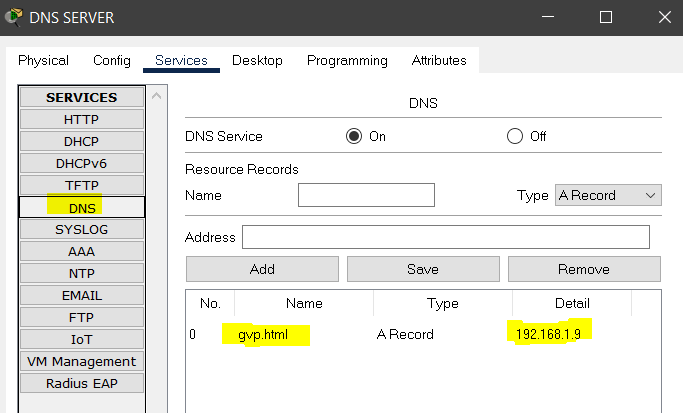 DNS SERVER
Physical Config Services Desktop Programming Attributes
SERVICES
HTTP
DHCP
DHCPv6
TFTP
DNS
SYSLOG
AAA
NTP
EMAIL
FTP
IoT
VM Management
Radius EAP
DNS
DNS Service On Off
Resource Records
Name Type A Record
Address
Add Save Remove
No. Name Type Detail
0 gvp.html A Record 192.168.1.9